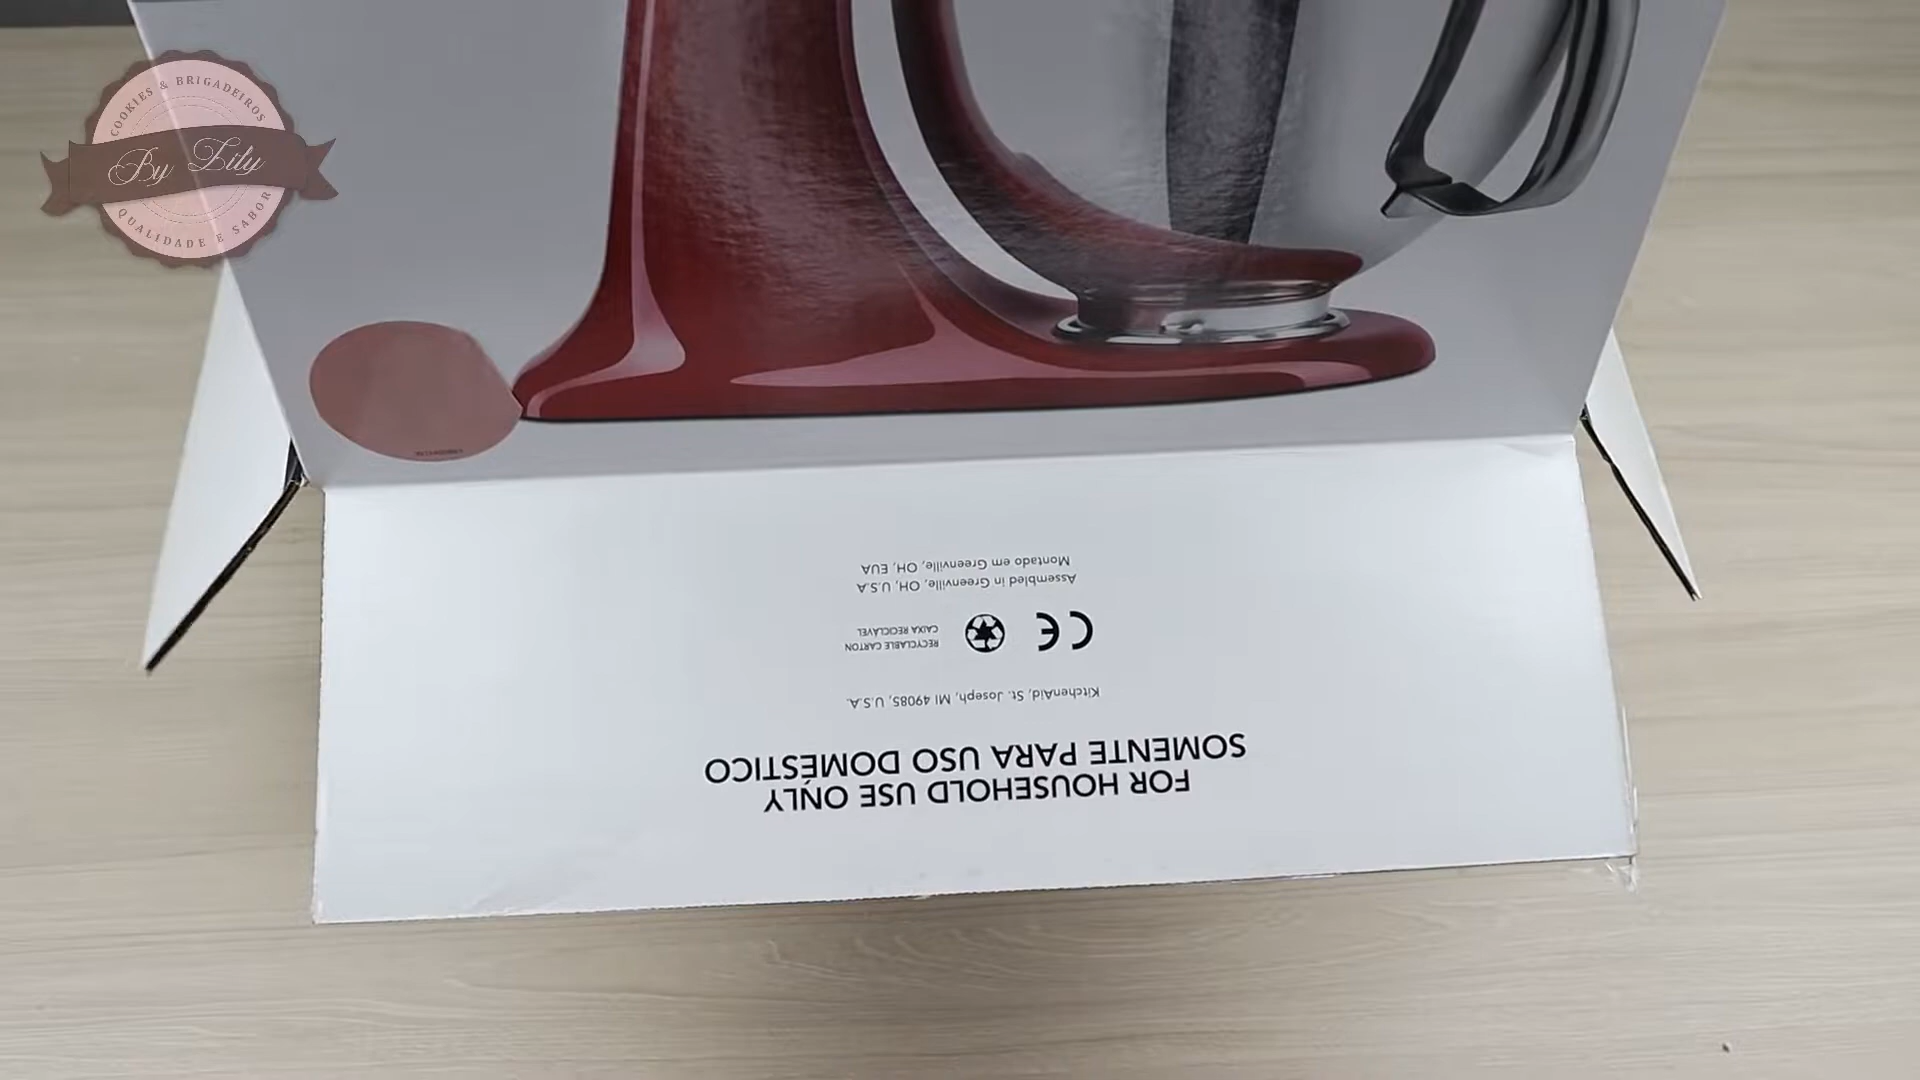 COOKIES & BRIGADEIROS
By Lily
QUALIDADE E SABOR
FOR HOUSEHOLD USE ONLY
SOMENTE PARA USO DOMÉSTICO
KitchenAid, St. Joseph, MI 49085, U.S.A.
RECYCLABLE CARTON
CAIXA RECICLÁVEL
CE
Assembled in Greenville, OH, U.S.A
Montado em Greenville, OH, EUA